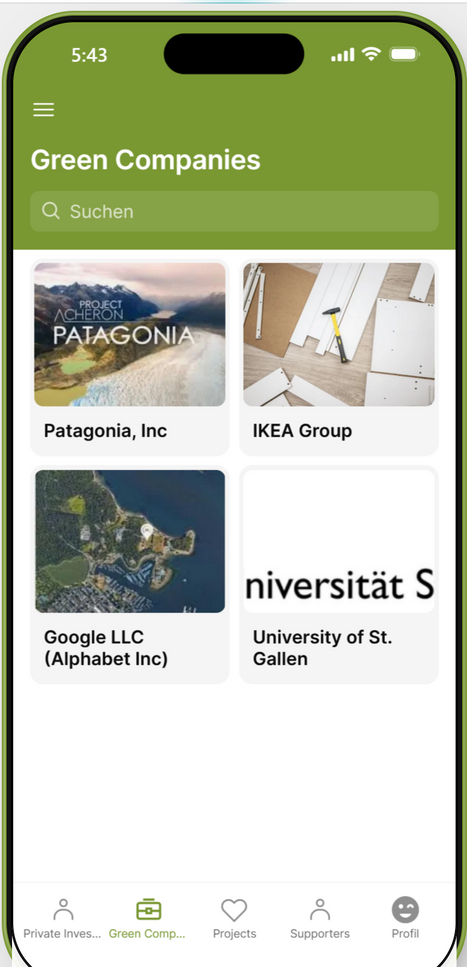 5:43
Green Companies
Suchen
PROJECT
ACHERON
PATAGONIA
Patagonia, Inc
IKEA Group
niversität S
Google LLC
(Alphabet Inc)
University of St.
Gallen
Private Inves...
Green Comp...
Projects
Supporters
Profil